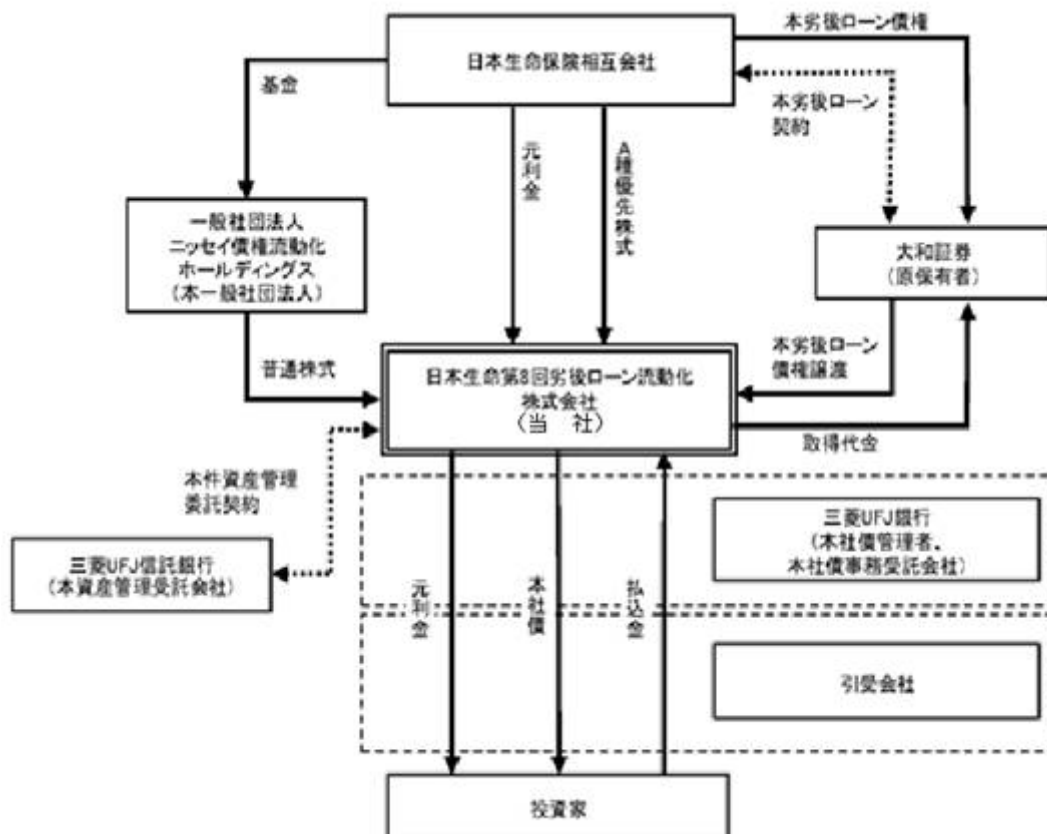 本劣後ローン債権
日本生命保険相互会社
基金
本劣後ローン
契約
元利金
A種優先株式
一般社団法人
ニッセイ債権流動化
ホールディングス
(本一般社団法人)
大和証券
(原保有者)
普通株式
日本生命第8回劣後ローン流動化
株式会社
(当 社)
本劣後ローン
債権譲渡
取得代金
本件資産管理
委託契約
三菱UFJ銀行
(本社債管理者、
本社債事務受託会社)
三菱UFJ信託銀行
(本資産管理受託会社)
元利金
本社債
払込金
引受会社
投資家